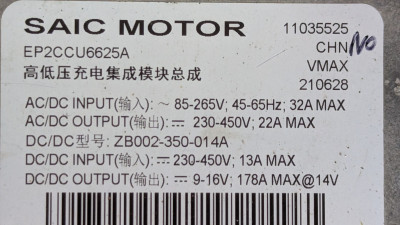 SAIC MOTOR 11035525
EP2CCU6625A CHN NO
高低压充电集成模块总成 VMAX
210628
AC/DC INPUT(输入): ~ 85-265V; 45-65Hz; 32A MAX
AC/DC OUTPUT(输出): ⎓ 230-450V; 22A MAX
DC/DC型号: ZB002-350-014A
DC/DC INPUT(输入): ⎓230-450V; 13A MAX
DC/DC OUTPUT(输出): ⎓ 9-16V; 178A MAX@14V